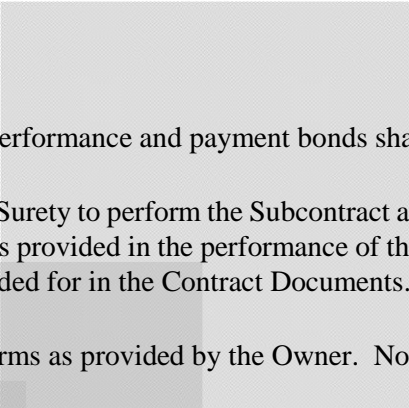 erformance and payment bonds sha
Surety to perform the Subcontract a
s provided in the performance of th
ded for in the Contract Documents.
rms as provided by the Owner.  No